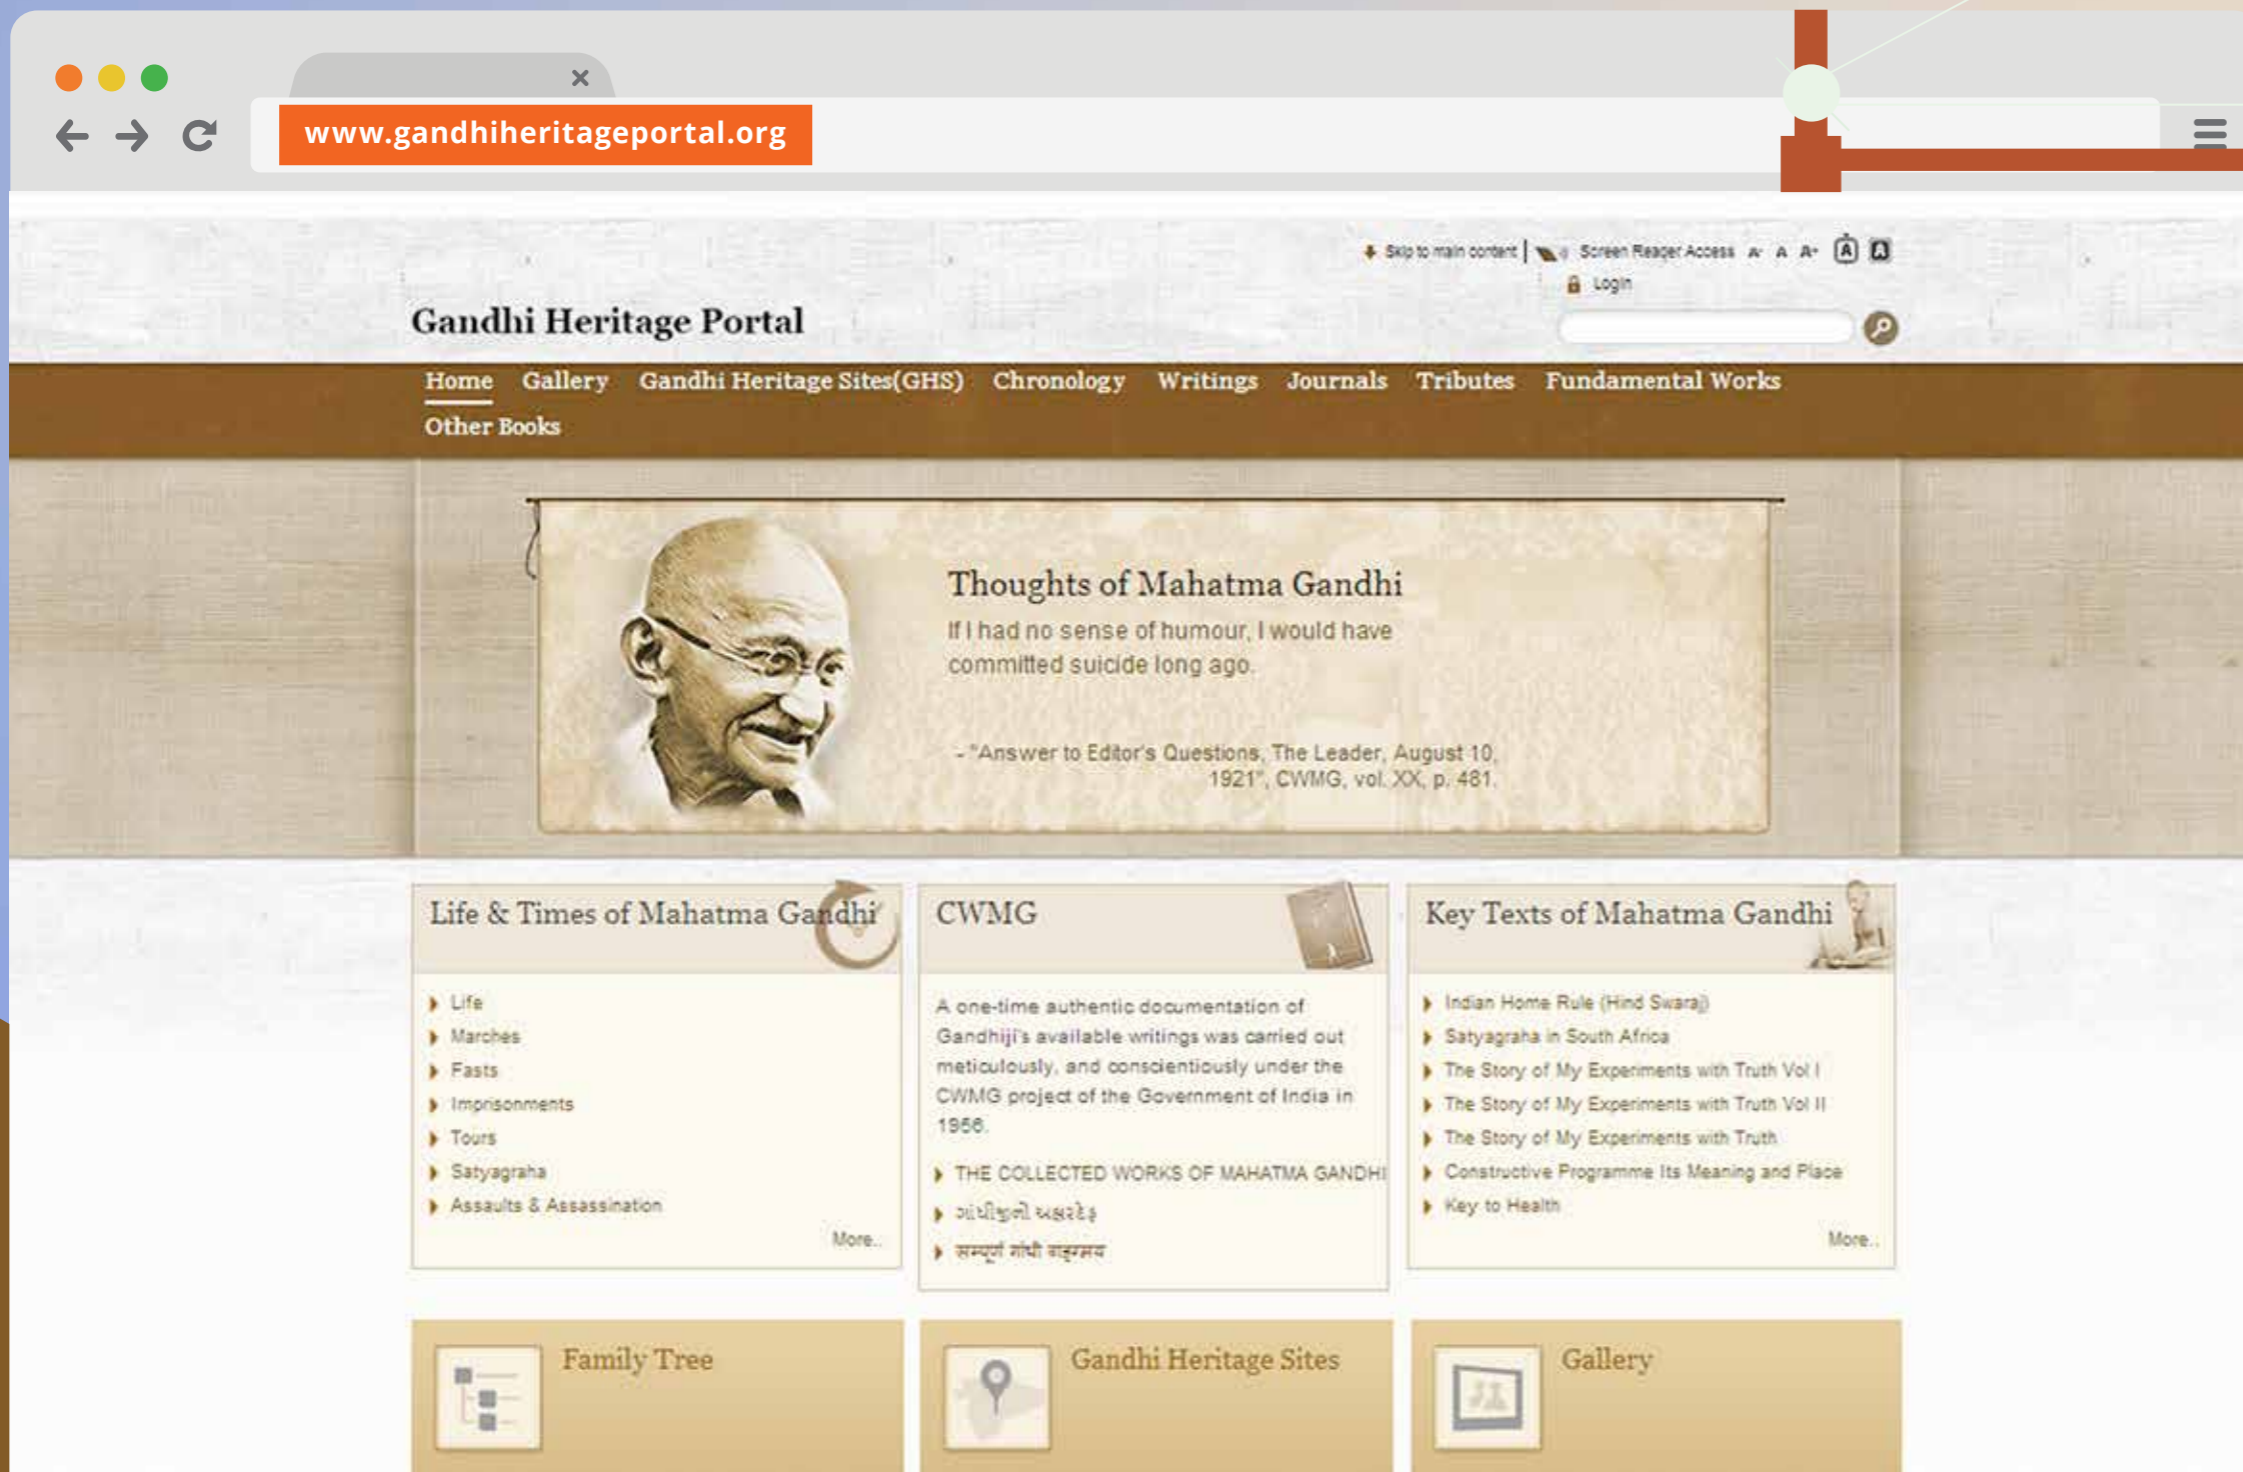 www.gandhiheritageportal.org
Skip to main content | Screen Reader Access A- A A+ A A
Login
Gandhi Heritage Portal
Home Gallery Gandhi Heritage Sites(GHS) Chronology Writings Journals Tributes Fundamental Works
Other Books
Thoughts of Mahatma Gandhi
If I had no sense of humour, I would have
committed suicide long ago.
- "Answer to Editor's Questions, The Leader, August 10,
1921", CWMG, vol. XX, p. 481.
Life & Times of Mahatma Gandhi
Life
Marches
Fasts
Imprisonments
Tours
Satyagraha
Assaults & Assassination
More..
CWMG
A one-time authentic documentation of
Gandhiji's available writings was carried out
meticulously, and conscientiously under the
CWMG project of the Government of India in
1956.
THE COLLECTED WORKS OF MAHATMA GANDHI
ગાંધીજીનો અક્ષરદેહ
सम्पूर्ण गांधी वाङ्ग्मय
Key Texts of Mahatma Gandhi
Indian Home Rule (Hind Swaraj)
Satyagraha in South Africa
The Story of My Experiments with Truth Vol I
The Story of My Experiments with Truth Vol II
The Story of My Experiments with Truth
Constructive Programme Its Meaning and Place
Key to Health
More..
Family Tree
Gandhi Heritage Sites
Gallery